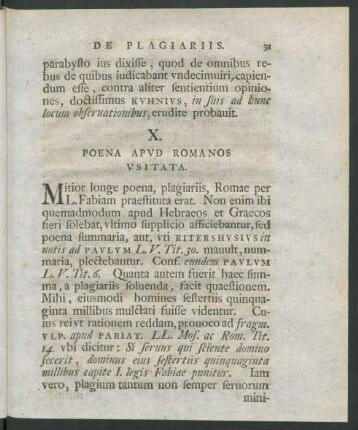 DE PLAGIARIIS. 31
parabysto ius dixisse, quod de omnibus re-
bus de quibus iudicabant vndecimuiri, capien-
dum esse, contra aliter sentientium opinio-
nes, doctissimus KVHNIVS, in suis ad hunc
locum obseruationibus, erudite probauit.
X.
POENA APVD ROMANOS
VSITATA.
Mitior longe poena, plagiariis, Romae per
L. Fabiam praestituta erat. Non enim ibi
quemadmodum apud Hebraeos et Graecos
fieri solebat, vltimo supplicio afficiebantur, sed
poena summaria, aut, vti RITERSHVSIVS in
notis ad PAVLVM L. V. Tit. 30. mauult, num-
maria, plectebantur. Conf. eundem PAVLVM
L. V. Tit. 6. Quanta autem fuerit haec sum-
ma, a plagiariis soluenda, facit quaestionem.
Mihi, eiusmodi homines sestertiis quinqua-
ginta millibus mulctati fuisse videntur. Cu-
ius rei vt rationem reddam, prouoco ad fragm.
VLP. apud PARIAT. LL. Mos. ac Rom. Tit.
14 vbi dicitur: Si seruus qui sciente domino
fecerit, dominus eius sestertiis quinquaginta
millibus capite I. legis Fabiae punitur. Iam
vero, plagium tantum non semper seruorum
mini-